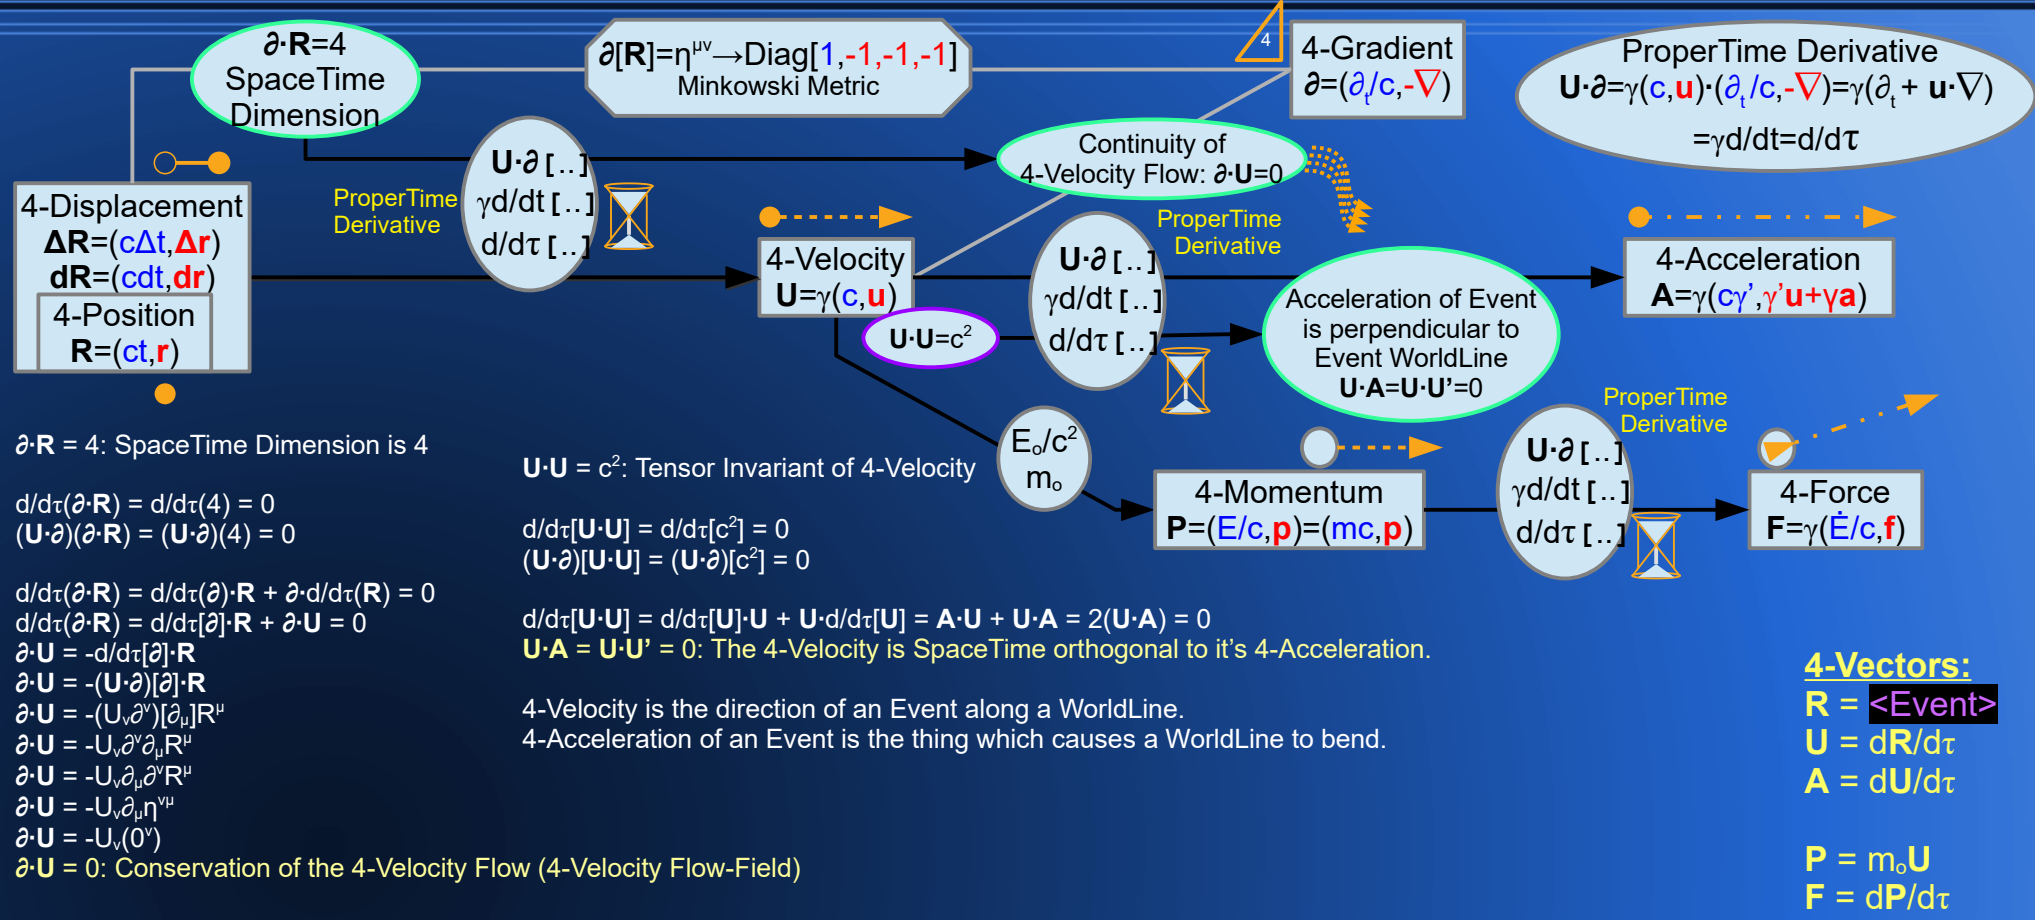 ∂·R=4
SpaceTime
Dimension
∂[R]=η^μν→Diag[1,-1,-1,-1]
Minkowski Metric
4
4-Gradient
∂=(∂ₜ/c,-∇)
ProperTime Derivative
U·∂=γ(c,u)·(∂ₜ/c,-∇)=γ(∂ₜ + u·∇)
=γd/dt=d/dτ
4-Displacement
ΔR=(cΔt,Δr)
dR=(cdt,dr)
4-Position
R=(ct,r)
ProperTime
Derivative
U·∂[..]
γd/dt[..]
d/dτ[..]
Continuity of
4-Velocity Flow: ∂·U=0
4-Velocity
U=γ(c,u)
U·U=c²
ProperTime
Derivative
U·∂[..]
γd/dt[..]
d/dτ[..]
Acceleration of Event
is perpendicular to
Event WorldLine
U·A=U·U’=0
4-Acceleration
A=γ(cγ’,γ’u+γa)
Eₒ/c²
mₒ
4-Momentum
P=(E/c,p)=(mc,p)
ProperTime
Derivative
U·∂[..]
γd/dt[..]
d/dτ[..]
4-Force
F=γ(Ė/c,f)
∂·R = 4: SpaceTime Dimension is 4
d/dτ(∂·R) = d/dτ(4) = 0
(U·∂)(∂·R) = (U·∂)(4) = 0
d/dτ(∂·R) = d/dτ(∂)·R + ∂·d/dτ(R) = 0
d/dτ(∂·R) = d/dτ[∂]·R + ∂·U = 0
∂·U = -d/dτ[∂]·R
∂·U = -(U·∂)[∂]·R
∂·U = -(Uᵥ∂ᵛ)[∂_μ]R^μ
∂·U = -Uᵥ∂ᵛ∂_μR^μ
∂·U = -Uᵥ∂_μ∂ᵛR^μ
∂·U = -Uᵥ∂_μη^νμ
∂·U = -Uᵥ(0ᵛ)
∂·U = 0: Conservation of the 4-Velocity Flow (4-Velocity Flow-Field)
U·U = c²: Tensor Invariant of 4-Velocity
d/dτ[U·U] = d/dτ[c²] = 0
(U·∂)[U·U] = (U·∂)[c²] = 0
d/dτ[U·U] = d/dτ[U]·U + U·d/dτ[U] = A·U + U·A = 2(U·A) = 0
U·A = U·U’ = 0: The 4-Velocity is SpaceTime orthogonal to it’s 4-Acceleration.
4-Velocity is the direction of an Event along a WorldLine.
4-Acceleration of an Event is the thing which causes a WorldLine to bend.
4-Vectors:
R = <Event>
U = dR/dτ
A = dU/dτ
P = mₒU
F = dP/dτ